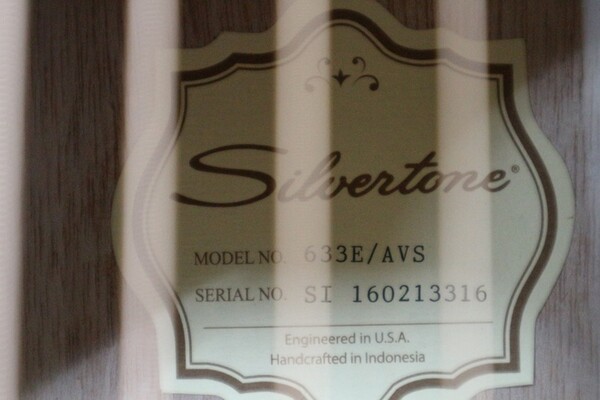 Silvertone®
MODEL NO. 633E/AVS
SERIAL NO. SI 160213316
Engineered in U.S.A.
Handcrafted in Indonesia